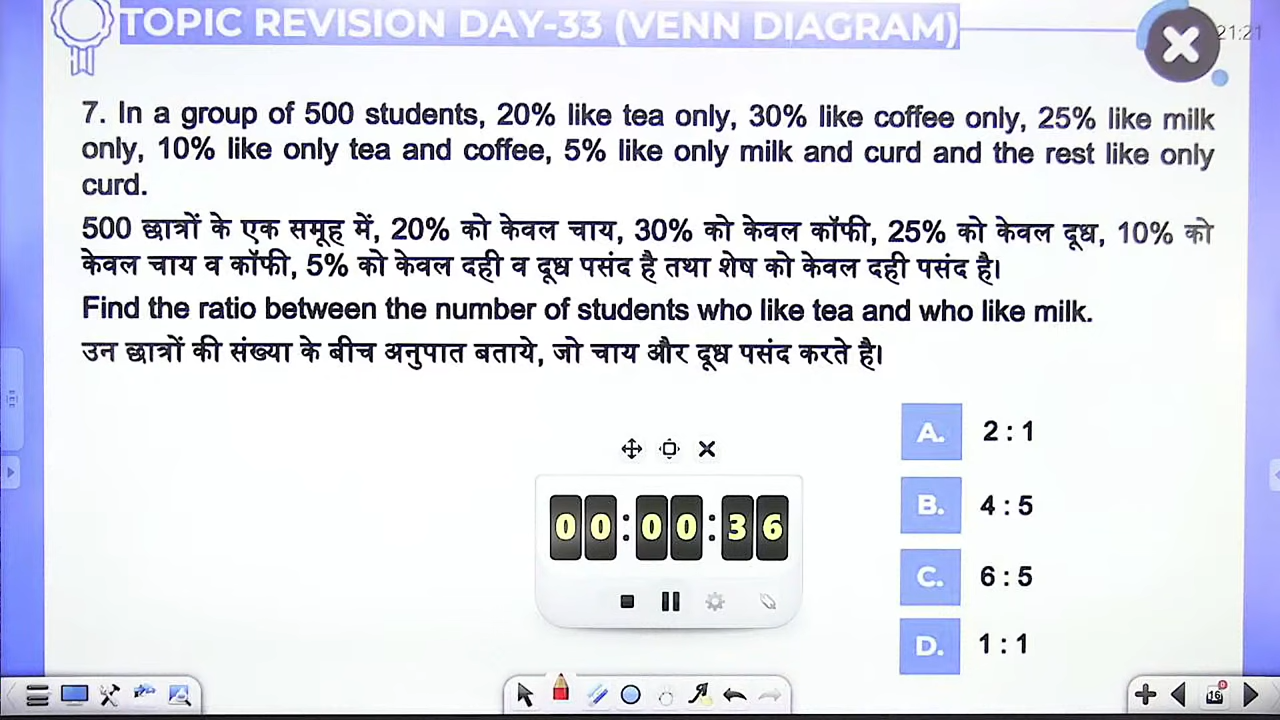 TOPIC REVISION DAY-33 (VENN DIAGRAM)
21:21
7. In a group of 500 students, 20% like tea only, 30% like coffee only, 25% like milk
only, 10% like only tea and coffee, 5% like only milk and curd and the rest like only
curd.
500 छात्रों के एक समूह में, 20% को केवल चाय, 30% को केवल कॉफी, 25% को केवल दूध, 10% को
केवल चाय व कॉफी, 5% को केवल दही व दूध पसंद है तथा शेष को केवल दही पसंद है।
Find the ratio between the number of students who like tea and who like milk.
उन छात्रों की संख्या के बीच अनुपात बताये, जो चाय और दूध पसंद करते है।
A. 2 : 1
00:00:36
B. 4 : 5
C. 6 : 5
D. 1 : 1
16
0